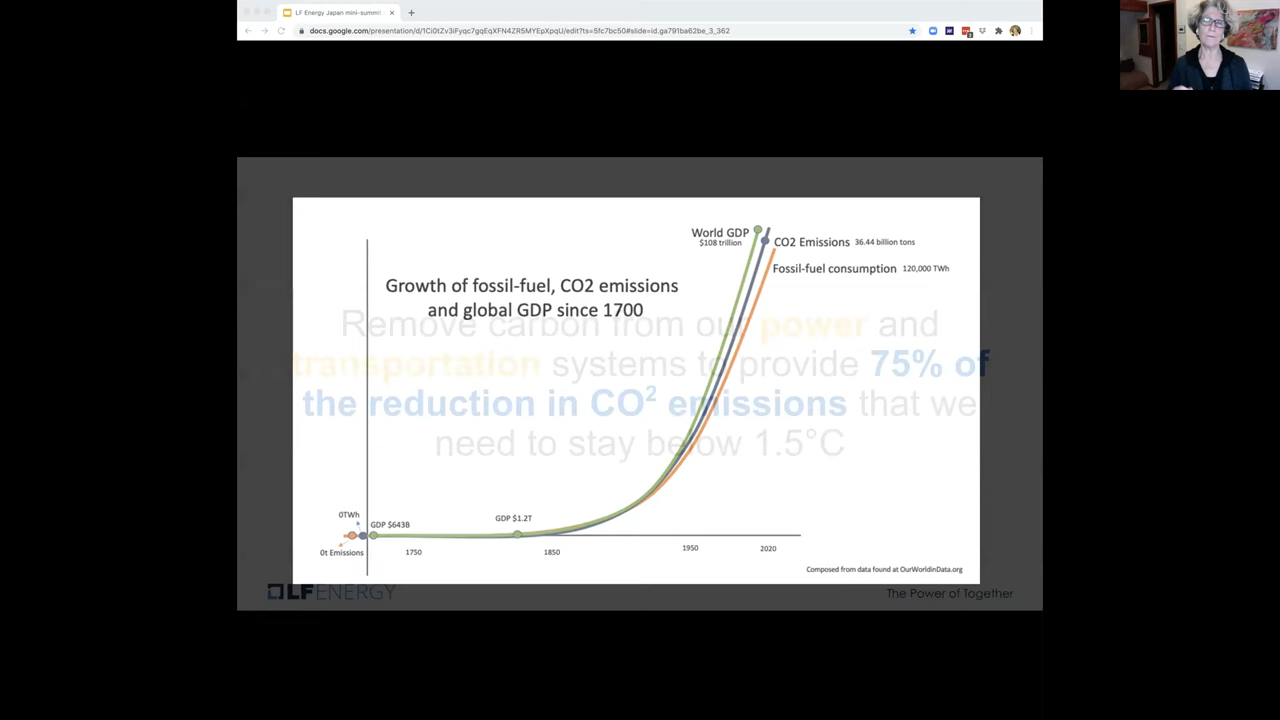 LF Energy Japan mini-summit
docs.google.com/presentation/d/1Ci0tZv3iFyqc7gqEqXFN4ZR5MYEpXpqU/edit?ts=5fc7bc50#slide=id.ga791ba62be_3_362
World GDP
$108 trillion
CO2 Emissions 36.44 billion tons
Fossil-fuel consumption 120,000 TWh
Growth of fossil-fuel, CO2 emissions
and global GDP since 1700
Remove carbon from our power and
transportation systems to provide 75% of
the reduction in CO2 emissions that we
need to stay below 1.5°C
0TWh
GDP $643B
GDP $1.2T
0t Emissions
1750
1850
1950
2020
Composed from data found at OurWorldinData.org
LFENERGY
The Power of Together